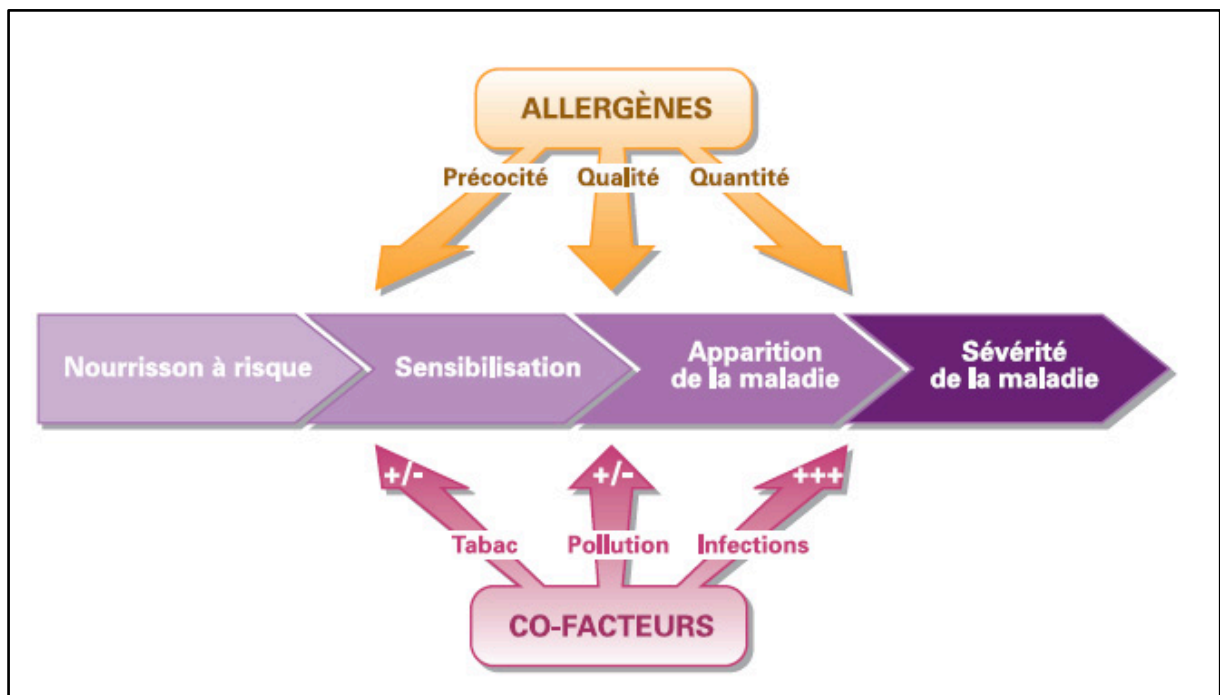 ALLERGÈNES
Précocité Qualité Quantité
Nourrisson à risque
Sensibilisation
Apparition
de la maladie
Sévérité
de la maladie
+/- +/- +++
Tabac Pollution Infections
CO-FACTEURS